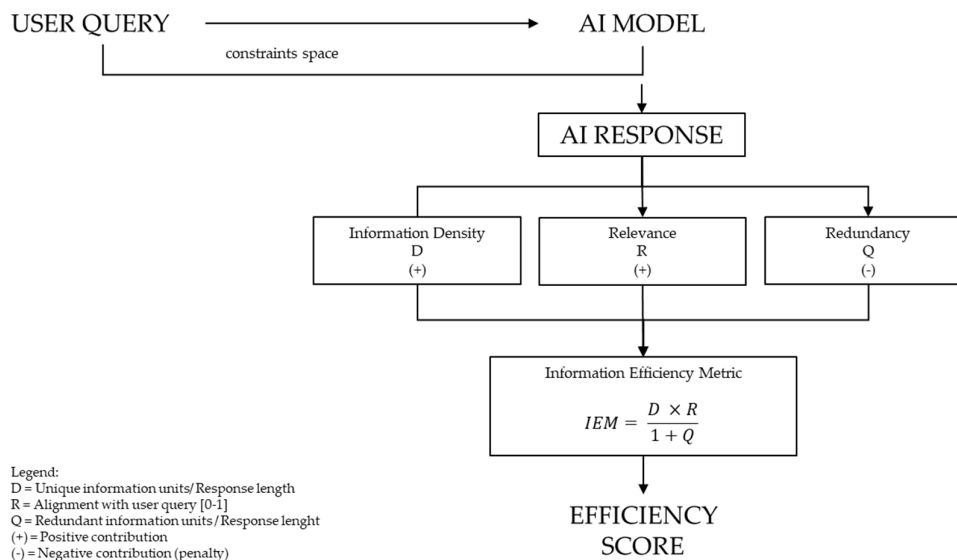 USER QUERY
AI MODEL
constraints space
AI RESPONSE
Information Density
D
(+)
Relevance
R
(+)
Redundancy
Q
(-)
Information Efficiency Metric
IEM = D × R / 1 + Q
Legend:
D = Unique information units/Response length
R = Alignment with user query [0-1]
Q = Redundant information units/Response lenght
(+) = Positive contribution
(-) = Negative contribution (penalty)
EFFICIENCY
SCORE